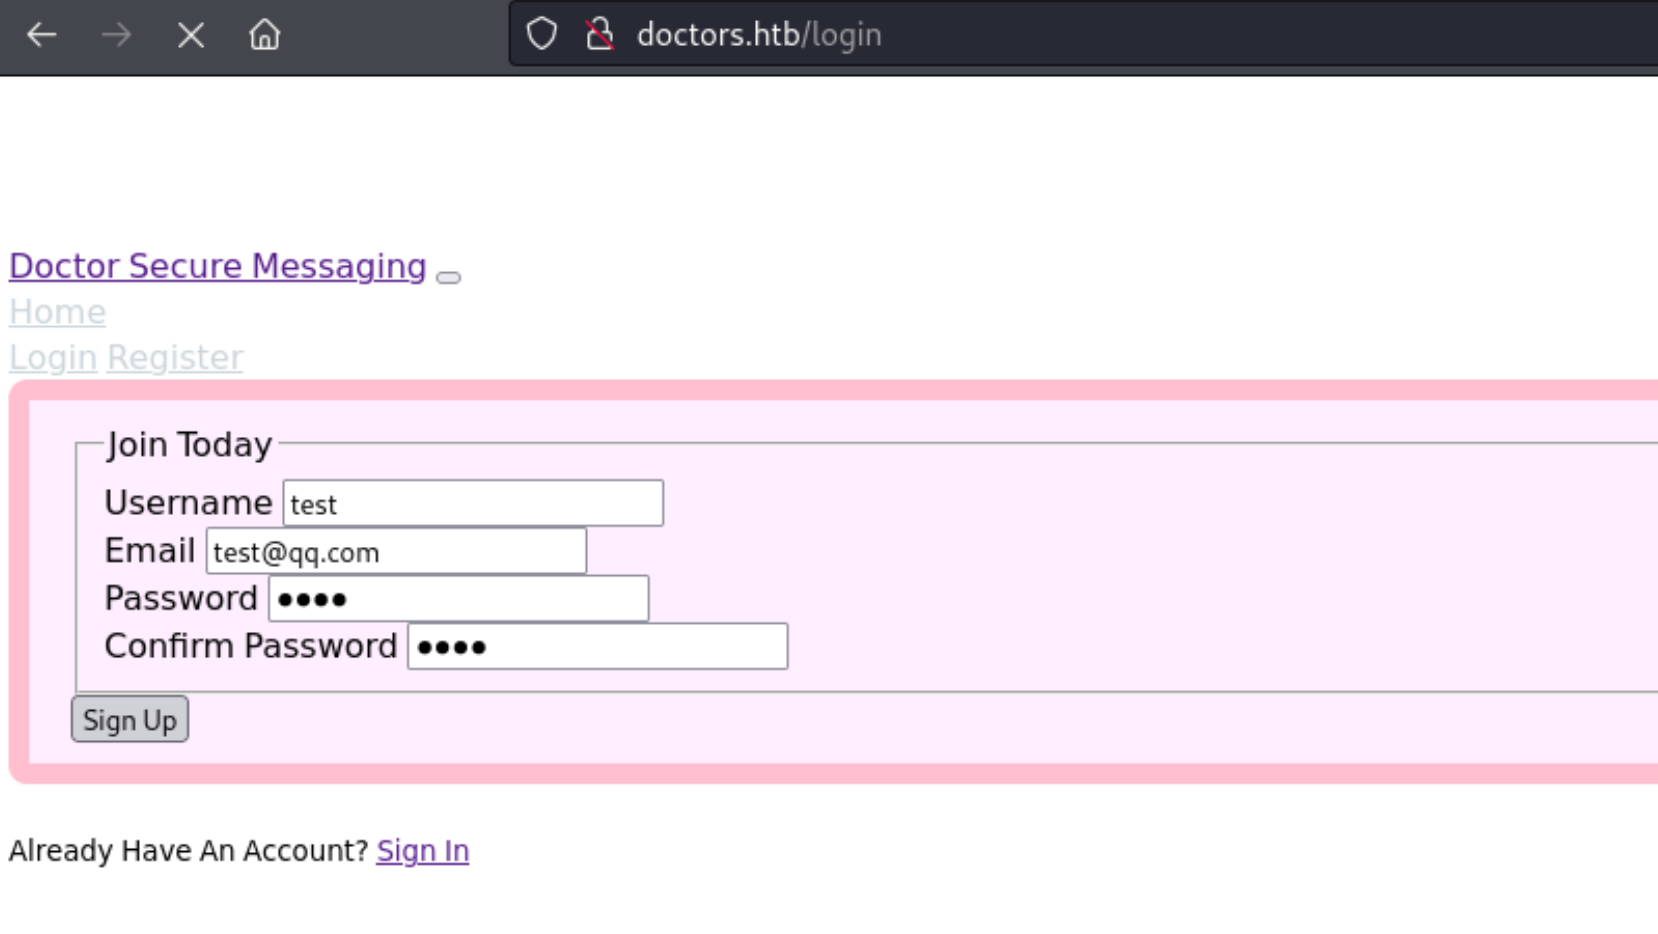 doctors.htb/login
Doctor Secure Messaging
Home
Login Register
Join Today
Username test
Email test@qq.com
Password ••••
Confirm Password ••••
Sign Up
Already Have An Account? Sign In